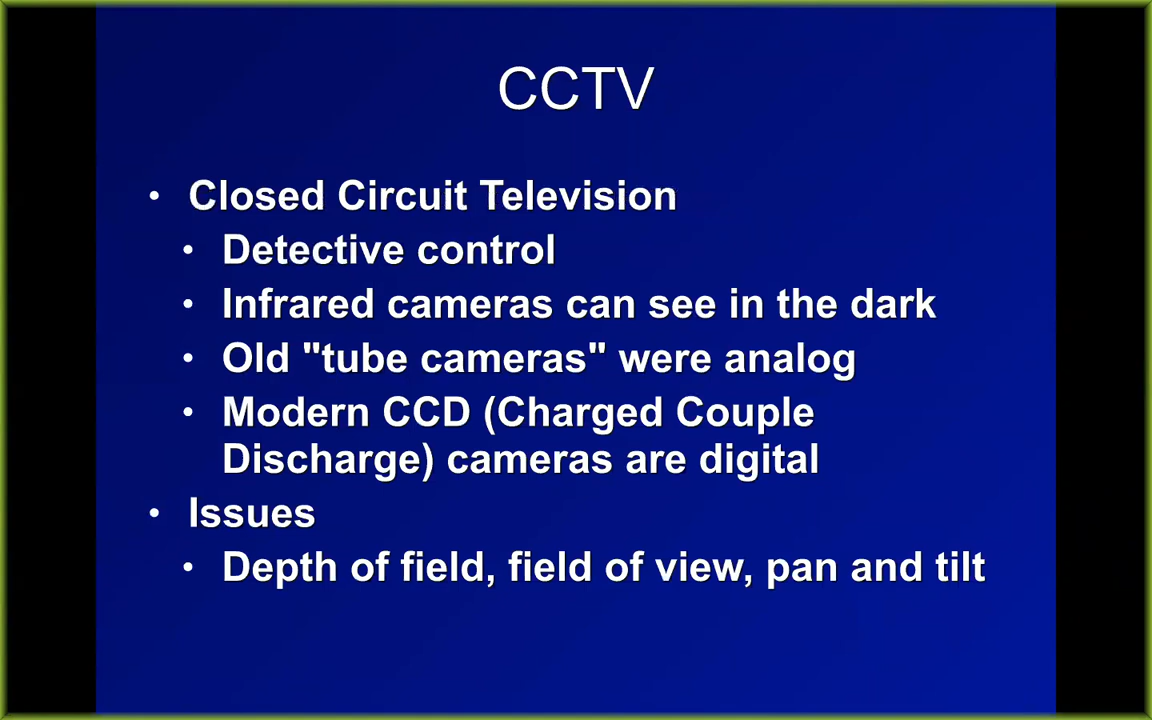 CCTV
• Closed Circuit Television
• Detective control
• Infrared cameras can see in the dark
• Old "tube cameras" were analog
• Modern CCD (Charged Couple
Discharge) cameras are digital
• Issues
• Depth of field, field of view, pan and tilt